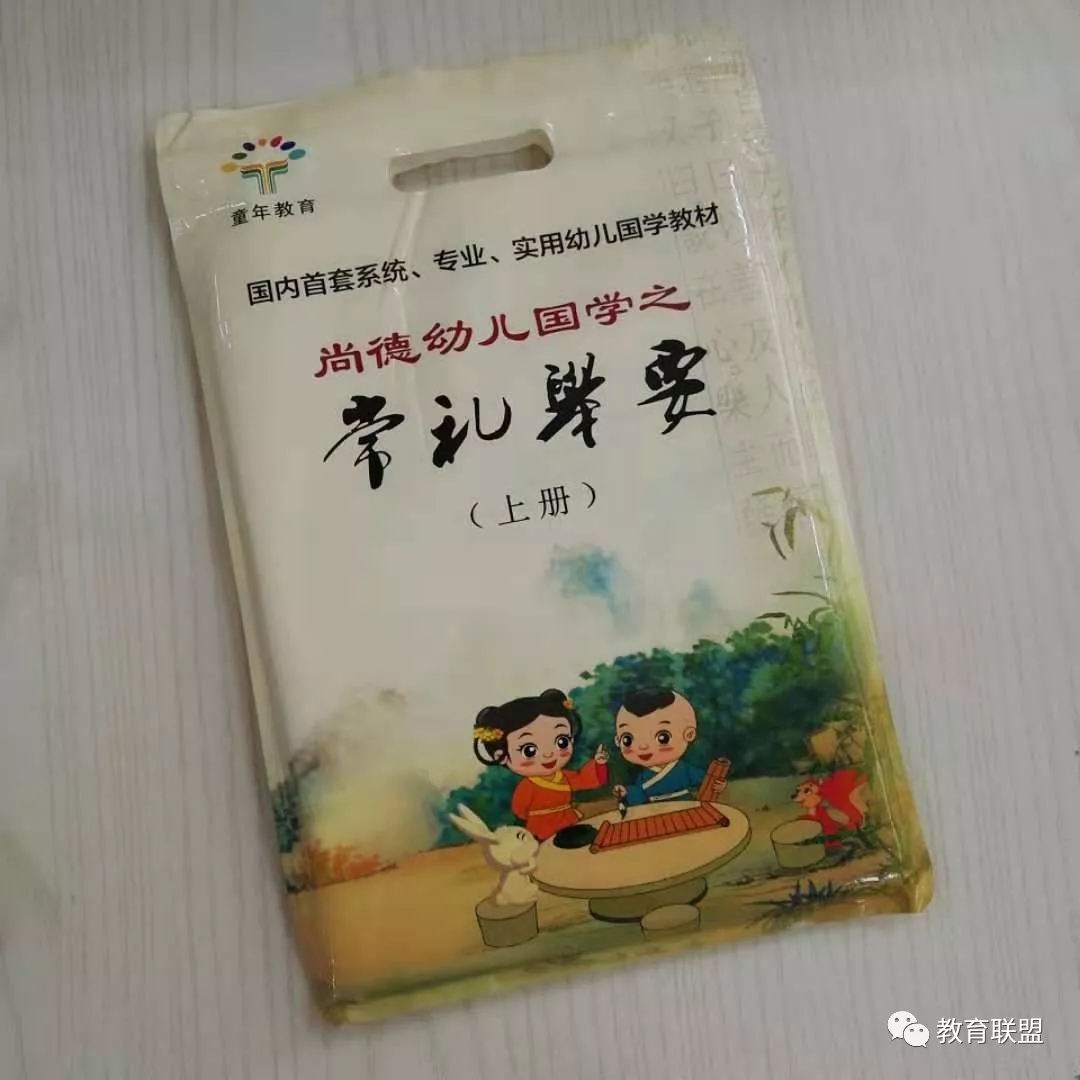 童年教育
国内首套系统、专业、实用幼儿国学教材
尚德幼儿国学之
常礼舉要
（上册）
教育联盟